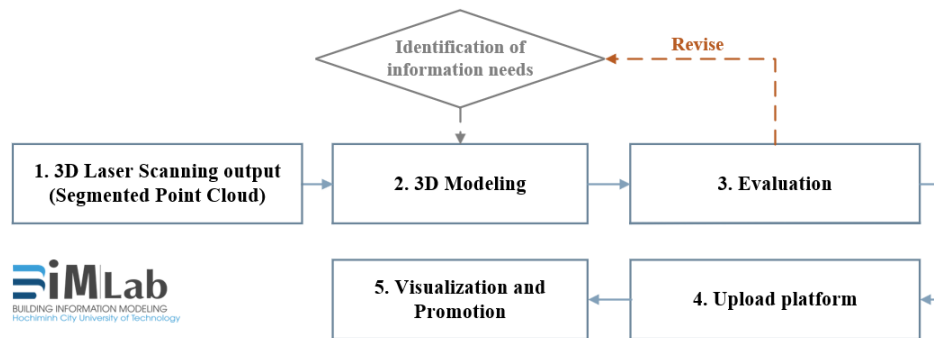 Identification of
information needs
Revise
1. 3D Laser Scanning output
(Segmented Point Cloud)
2. 3D Modeling
3. Evaluation
BiMLab
BUILDING INFORMATION MODELING
Hochiminh City University of Technology
5. Visualization and
Promotion
4. Upload platform